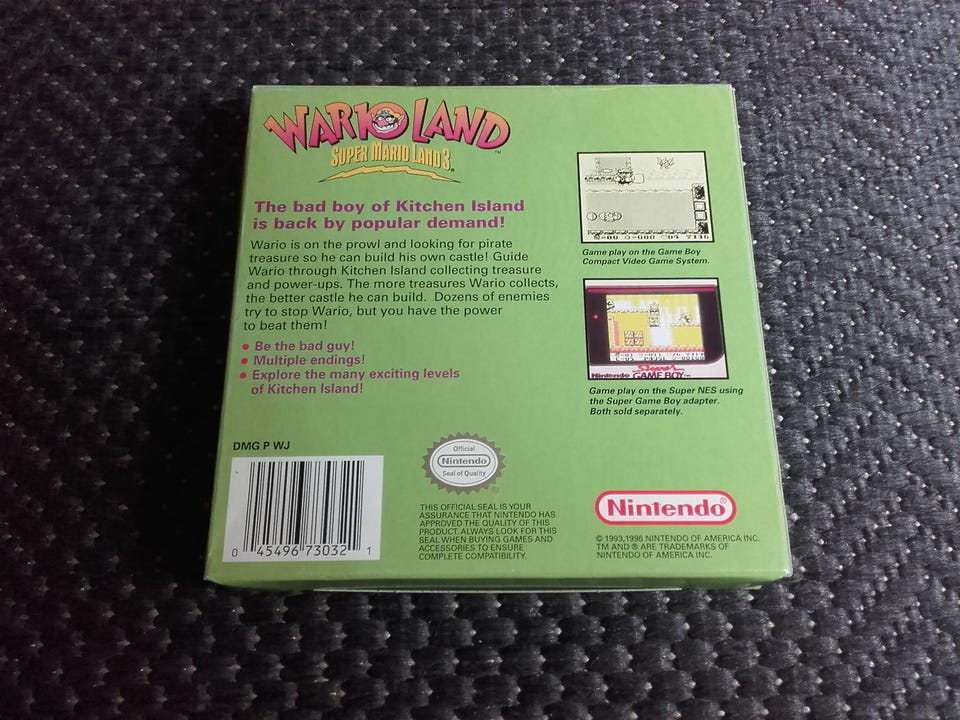 WARIO LAND™
SUPER MARIO LAND 3®
The bad boy of Kitchen Island
is back by popular demand!
Wario is on the prowl and looking for pirate
treasure so he can build his own castle! Guide
Wario through Kitchen Island collecting treasure
and power-ups. The more treasures Wario collects,
the better castle he can build. Dozens of enemies
try to stop Wario, but you have the power
to beat them!
• Be the bad guy!
• Multiple endings!
• Explore the many exciting levels
of Kitchen Island!
Game play on the Game Boy
Compact Video Game System.
Super
Nintendo GAME BOY™
Game play on the Super NES using
the Super Game Boy adapter.
Both sold separately.
DMG P WJ
0 45496 73032 1
Official
Nintendo
Seal of Quality
®
THIS OFFICIAL SEAL IS YOUR
ASSURANCE THAT NINTENDO HAS
APPROVED THE QUALITY OF THIS
PRODUCT. ALWAYS LOOK FOR THIS
SEAL WHEN BUYING GAMES AND
ACCESSORIES TO ENSURE
COMPLETE COMPATIBILITY.
Nintendo®
© 1993,1996 NINTENDO OF AMERICA INC.
TM AND ® ARE TRADEMARKS OF
NINTENDO OF AMERICA INC.